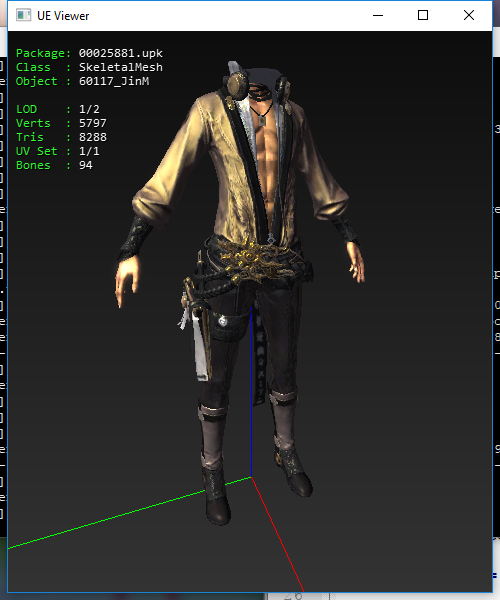 UE Viewer
Package: 00025881.upk
Class : SkeletalMesh
Object : 60117_JinM
LOD : 1/2
Verts : 5797
Tris : 8288
UV Set : 1/1
Bones : 94
26